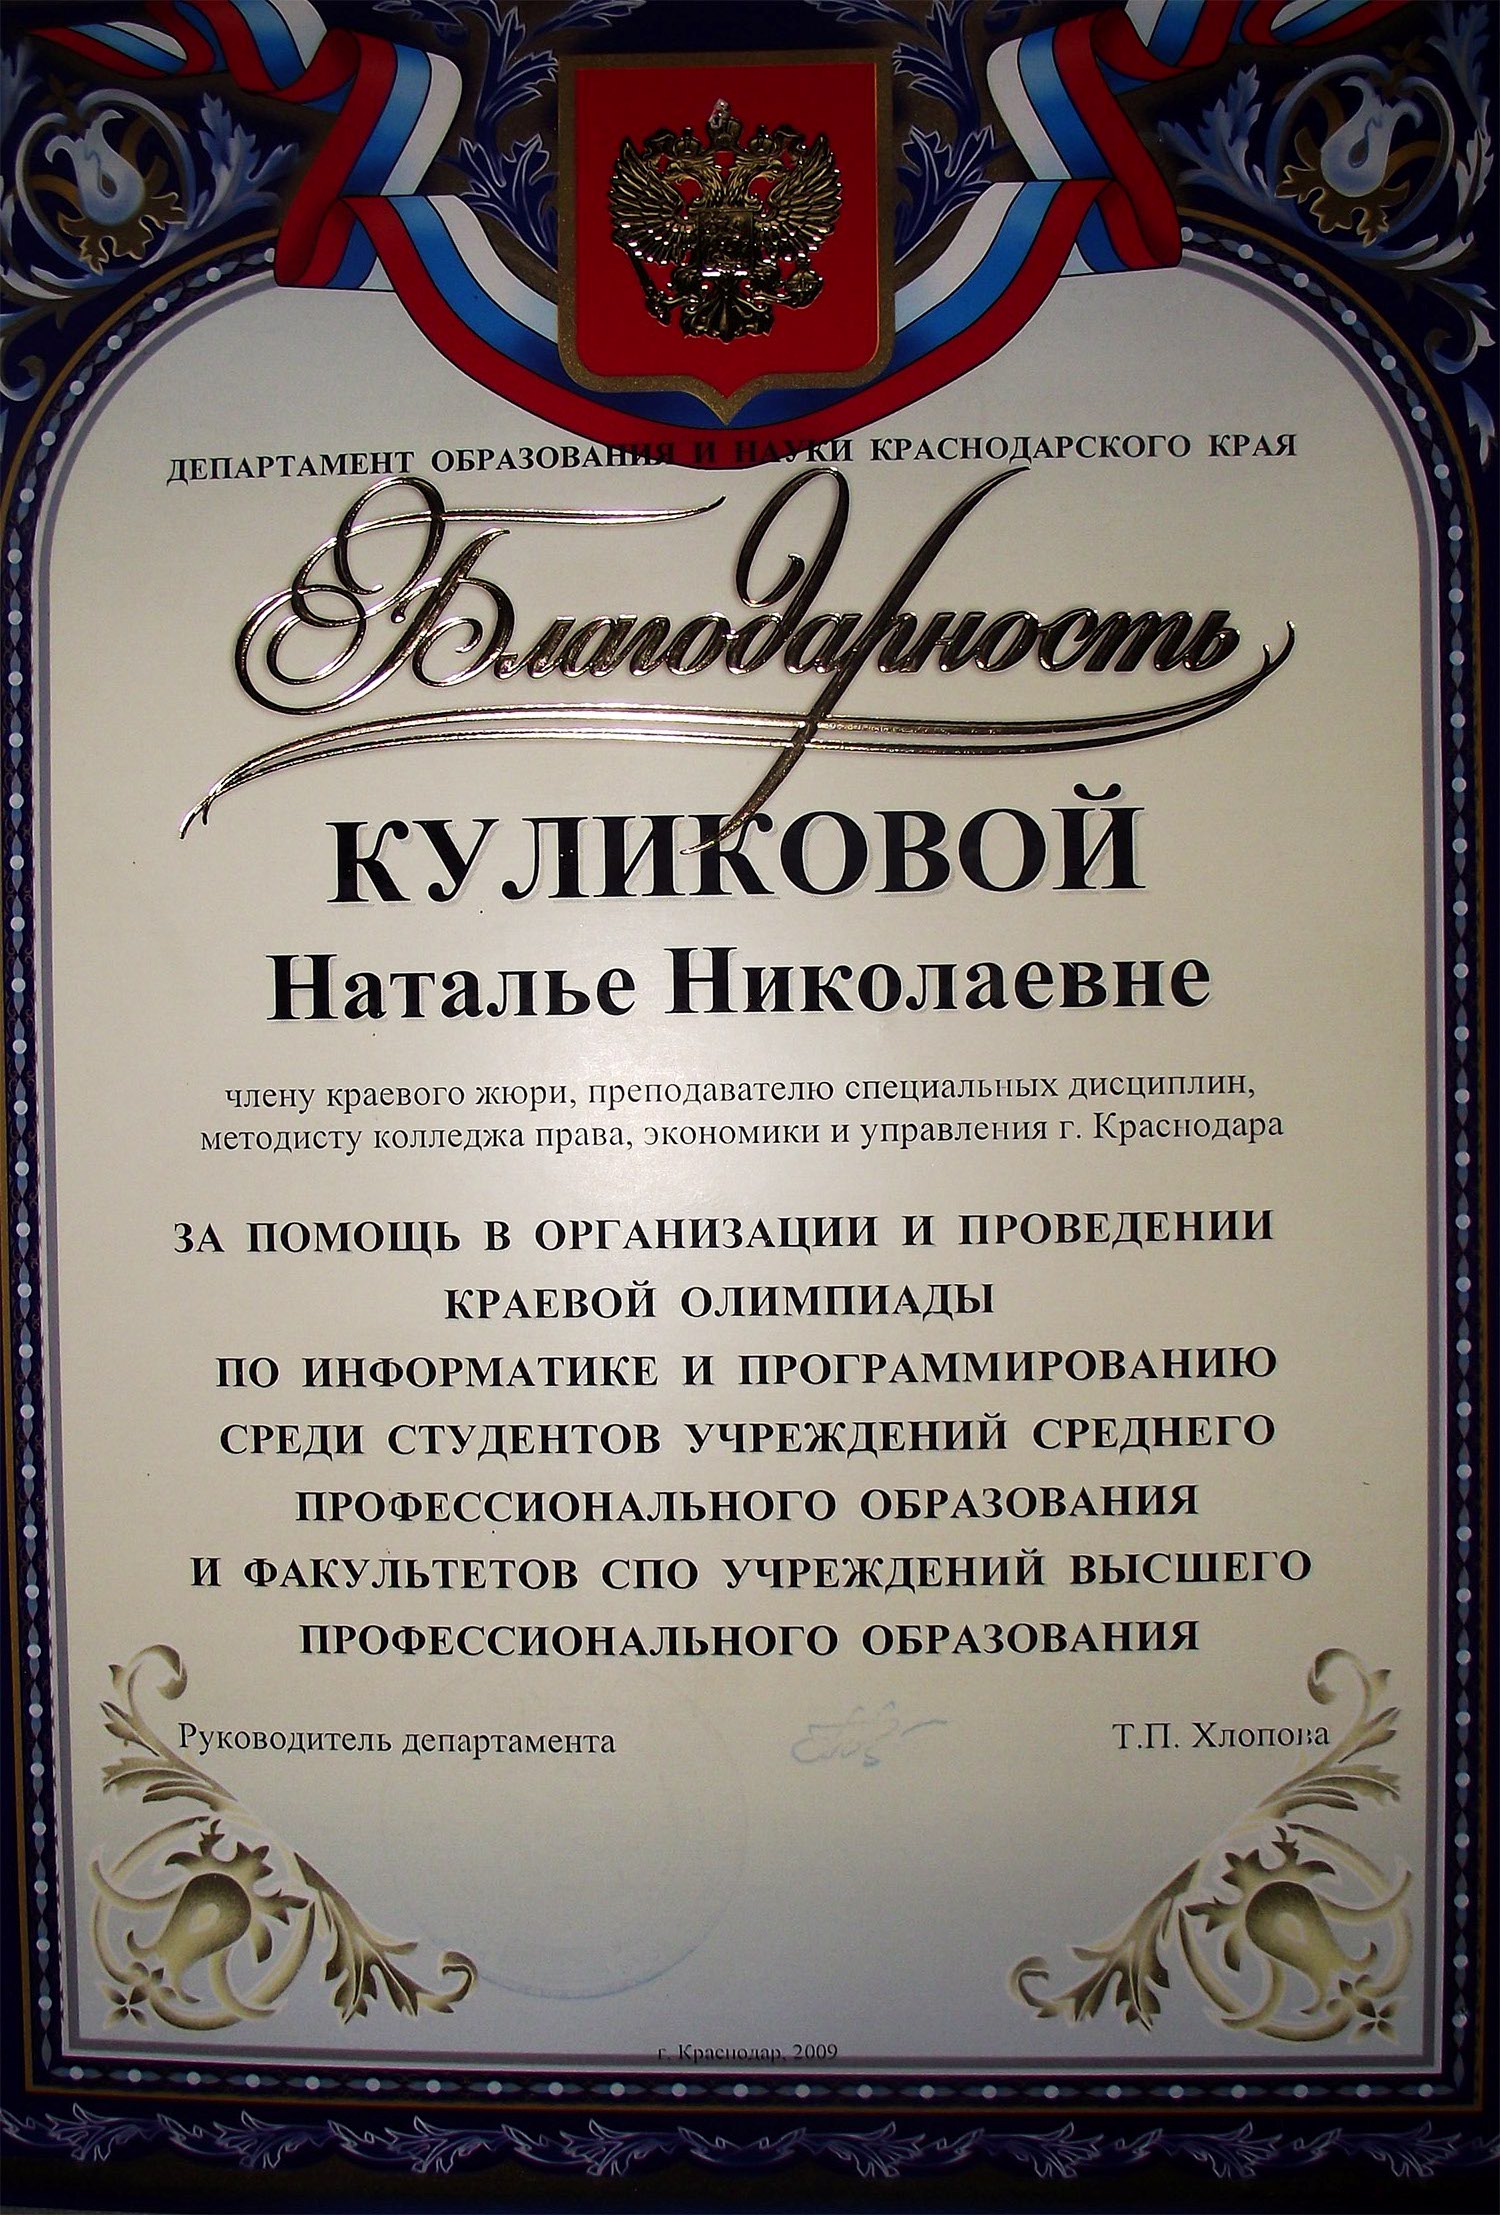 ДЕПАРТАМЕНТ ОБРАЗОВАНИЯ И НАУКИ КРАСНОДАРСКОГО КРАЯ
Благодарность
КУЛИКОВОЙ
Наталье Николаевне
члену краевого жюри, преподавателю специальных дисциплин,
методисту колледжа права, экономики и управления г. Краснодара
ЗА ПОМОЩЬ В ОРГАНИЗАЦИИ И ПРОВЕДЕНИИ
КРАЕВОЙ ОЛИМПИАДЫ
ПО ИНФОРМАТИКЕ И ПРОГРАММИРОВАНИЮ
СРЕДИ СТУДЕНТОВ УЧРЕЖДЕНИЙ СРЕДНЕГО
ПРОФЕССИОНАЛЬНОГО ОБРАЗОВАНИЯ
И ФАКУЛЬТЕТОВ СПО УЧРЕЖДЕНИЙ ВЫСШЕГО
ПРОФЕССИОНАЛЬНОГО ОБРАЗОВАНИЯ
Руководитель департамента Т.П. Хлопова
г. Краснодар, 2009